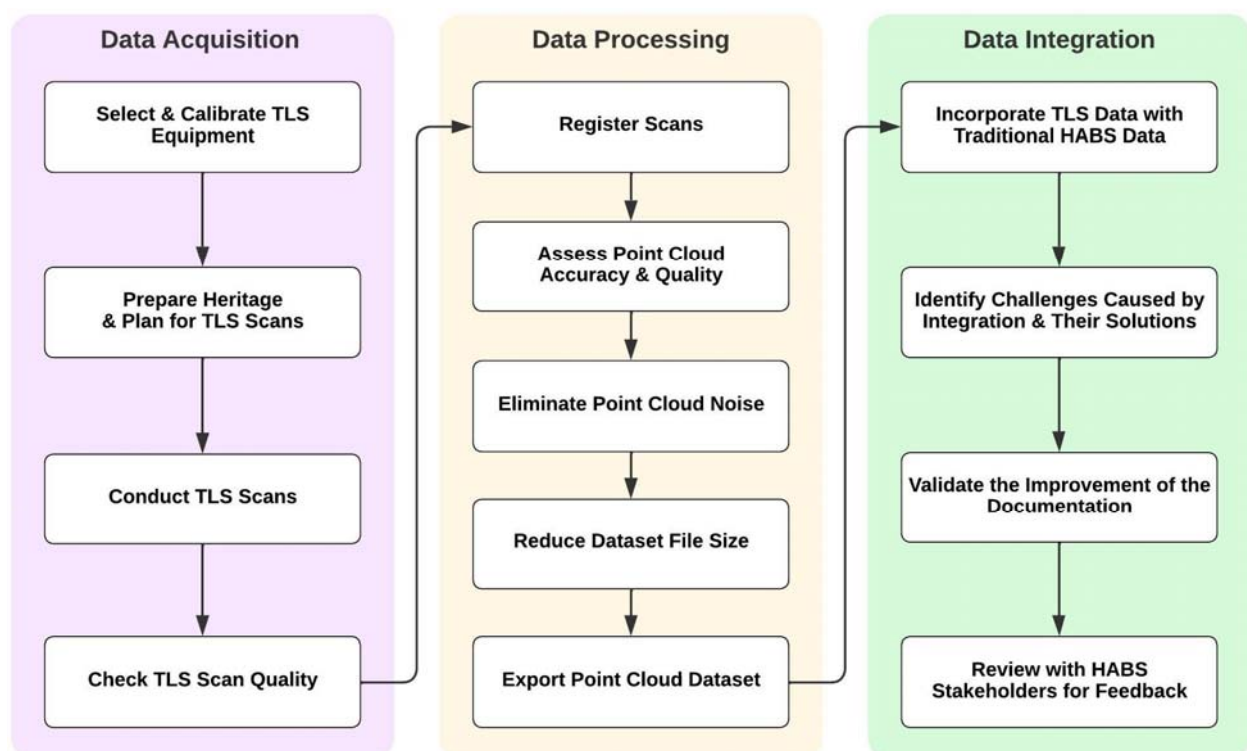 Data Acquisition
Select & Calibrate TLS
Equipment
Prepare Heritage
& Plan for TLS Scans
Conduct TLS Scans
Check TLS Scan Quality
Data Processing
Register Scans
Assess Point Cloud
Accuracy & Quality
Eliminate Point Cloud Noise
Reduce Dataset File Size
Export Point Cloud Dataset
Data Integration
Incorporate TLS Data with
Traditional HABS Data
Identify Challenges Caused by
Integration & Their Solutions
Validate the Improvement of the
Documentation
Review with HABS
Stakeholders for Feedback